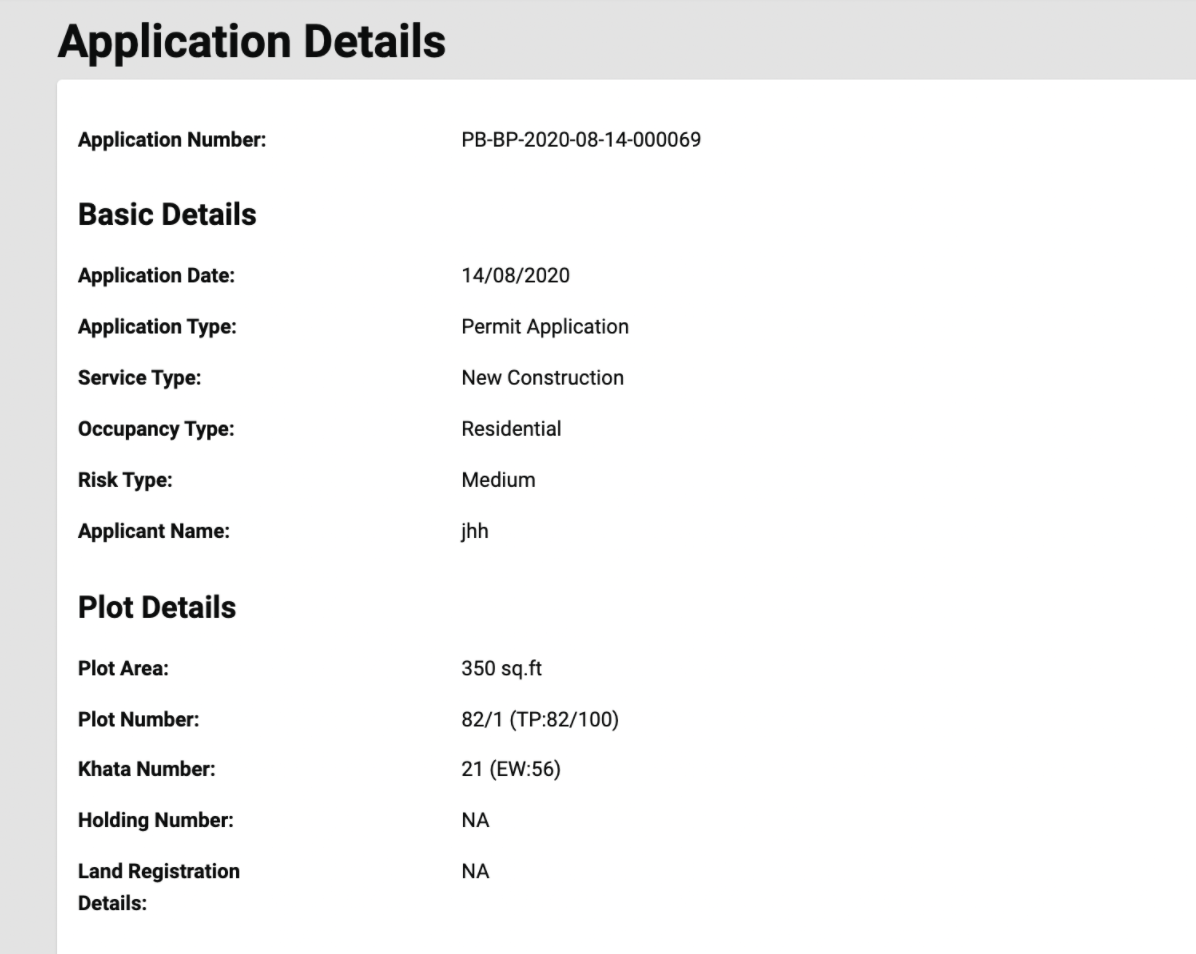 Application Details
Application Number: PB-BP-2020-08-14-000069
Basic Details
Application Date: 14/08/2020
Application Type: Permit Application
Service Type: New Construction
Occupancy Type: Residential
Risk Type: Medium
Applicant Name: jhh
Plot Details
Plot Area: 350 sq.ft
Plot Number: 82/1 (TP:82/100)
Khata Number: 21 (EW:56)
Holding Number: NA
Land Registration NA
Details: